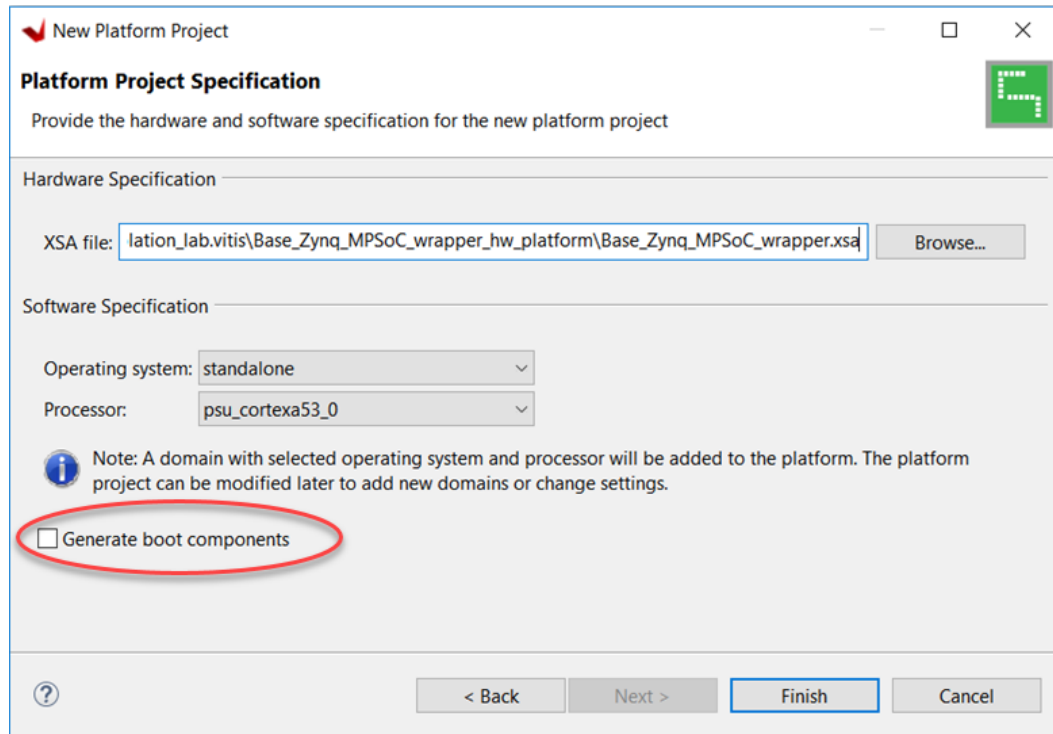 New Platform Project
Platform Project Specification
Provide the hardware and software specification for the new platform project
Hardware Specification
XSA file: lation_lab.vitis\Base_Zynq_MPSoC_wrapper_hw_platform\Base_Zynq_MPSoC_wrapper.xsa Browse...
Software Specification
Operating system: standalone
Processor: psu_cortexa53_0
Note: A domain with selected operating system and processor will be added to the platform. The platform
project can be modified later to add new domains or change settings.
Generate boot components
< Back Next > Finish Cancel